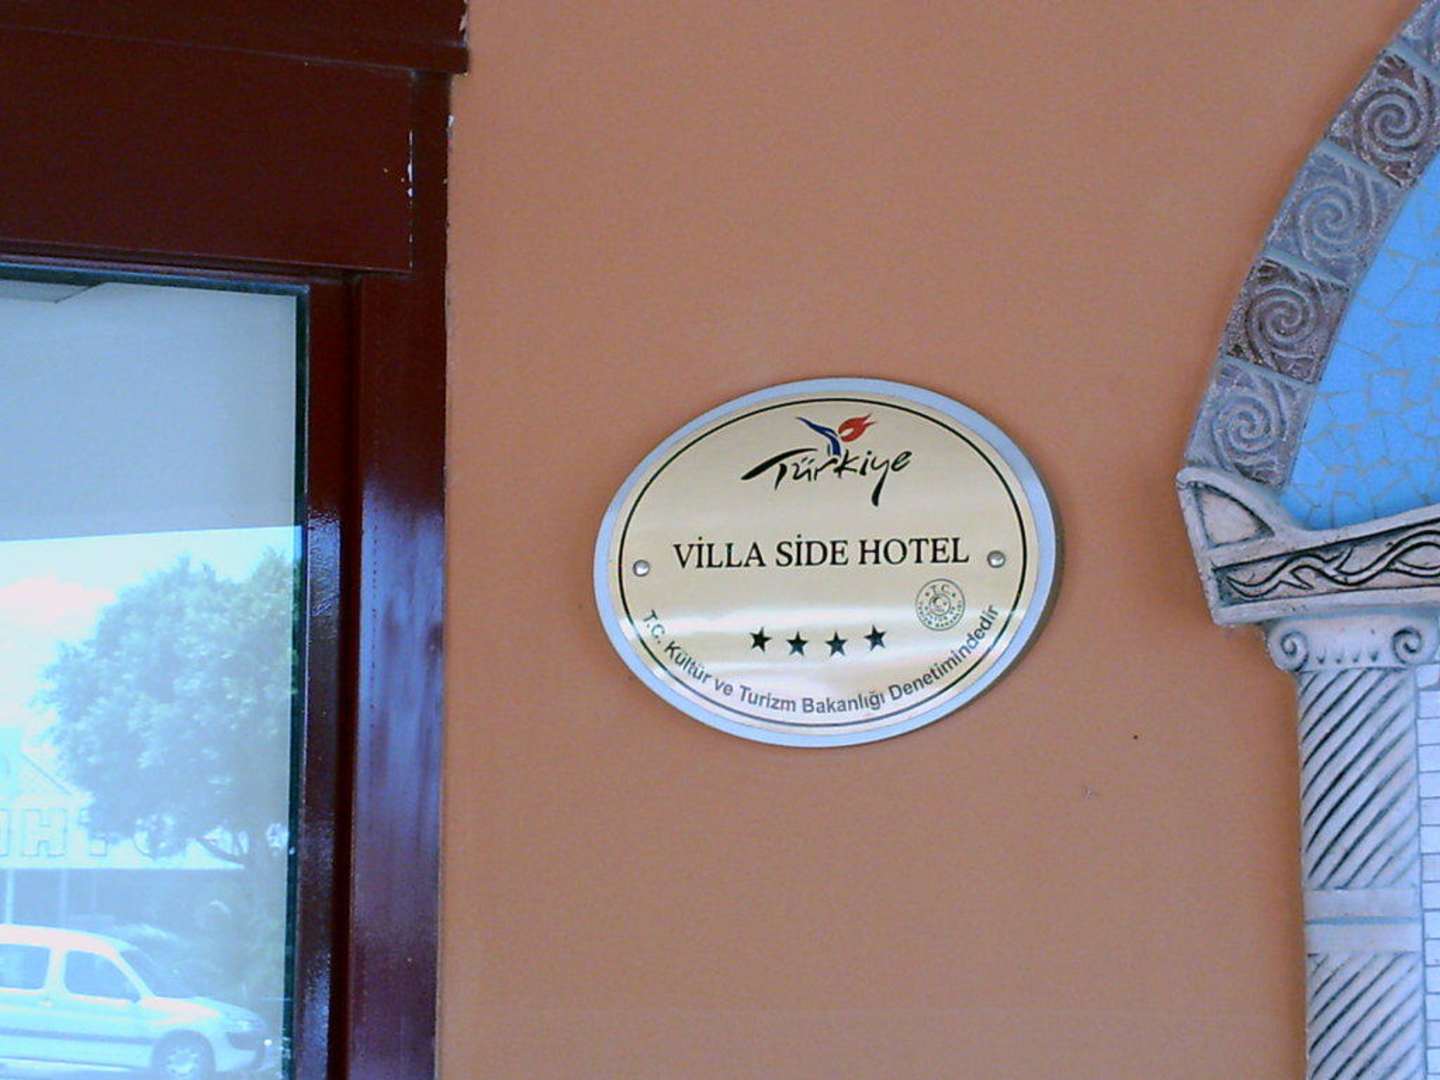 Türkiye
VİLLA SİDE HOTEL
T.C.
T.C. Kültür ve Turizm Bakanlığı Denetimindedir